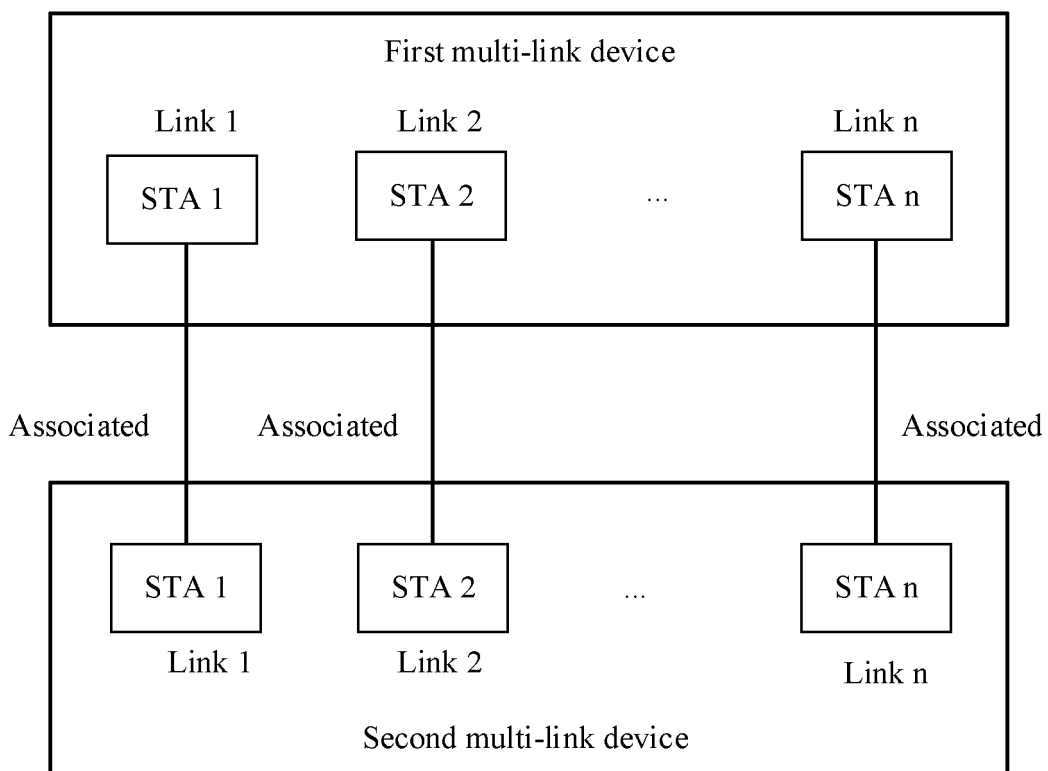 First multi-link device
Link 1 Link 2 Link n
STA 1 STA 2 ... STA n
Associated Associated Associated
STA 1 STA 2 ... STA n
Link 1 Link 2 Link n
Second multi-link device